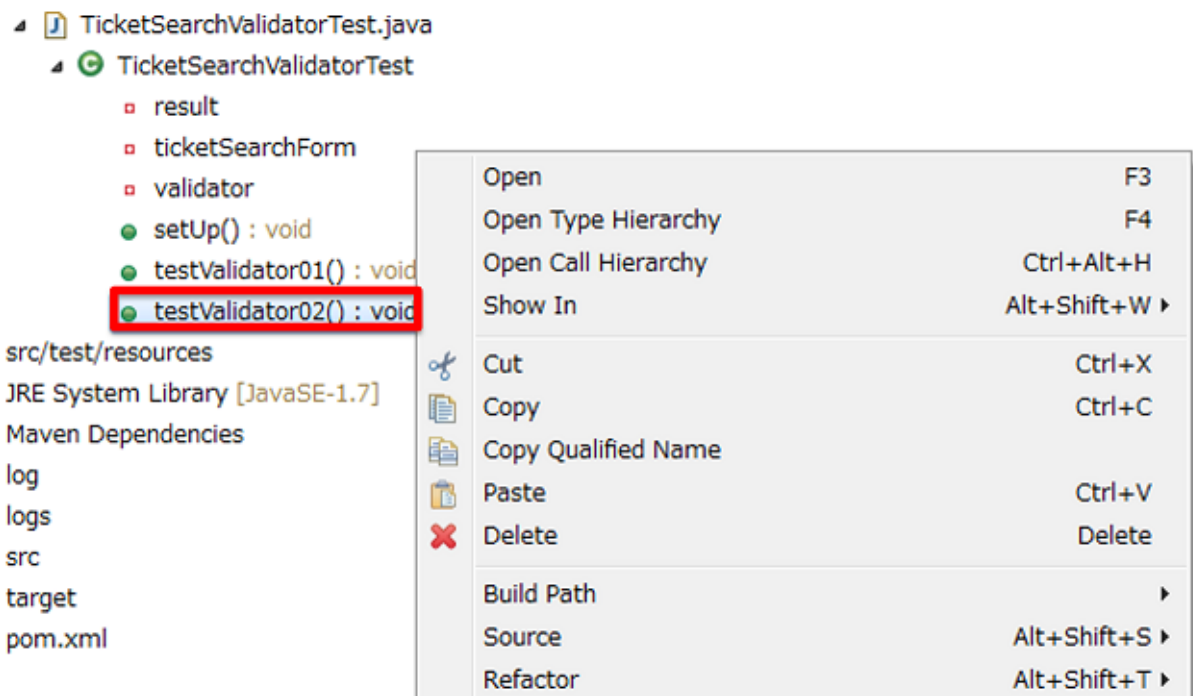 TicketSearchValidatorTest.java
TicketSearchValidatorTest
result
ticketSearchForm
validator
setUp() : void
testValidator01() : void
testValidator02() : void
src/test/resources
JRE System Library [JavaSE-1.7]
Maven Dependencies
log
logs
src
target
pom.xml
Open F3
Open Type Hierarchy F4
Open Call Hierarchy Ctrl+Alt+H
Show In Alt+Shift+W
Cut Ctrl+X
Copy Ctrl+C
Copy Qualified Name
Paste Ctrl+V
Delete Delete
Build Path
Source Alt+Shift+S
Refactor Alt+Shift+T